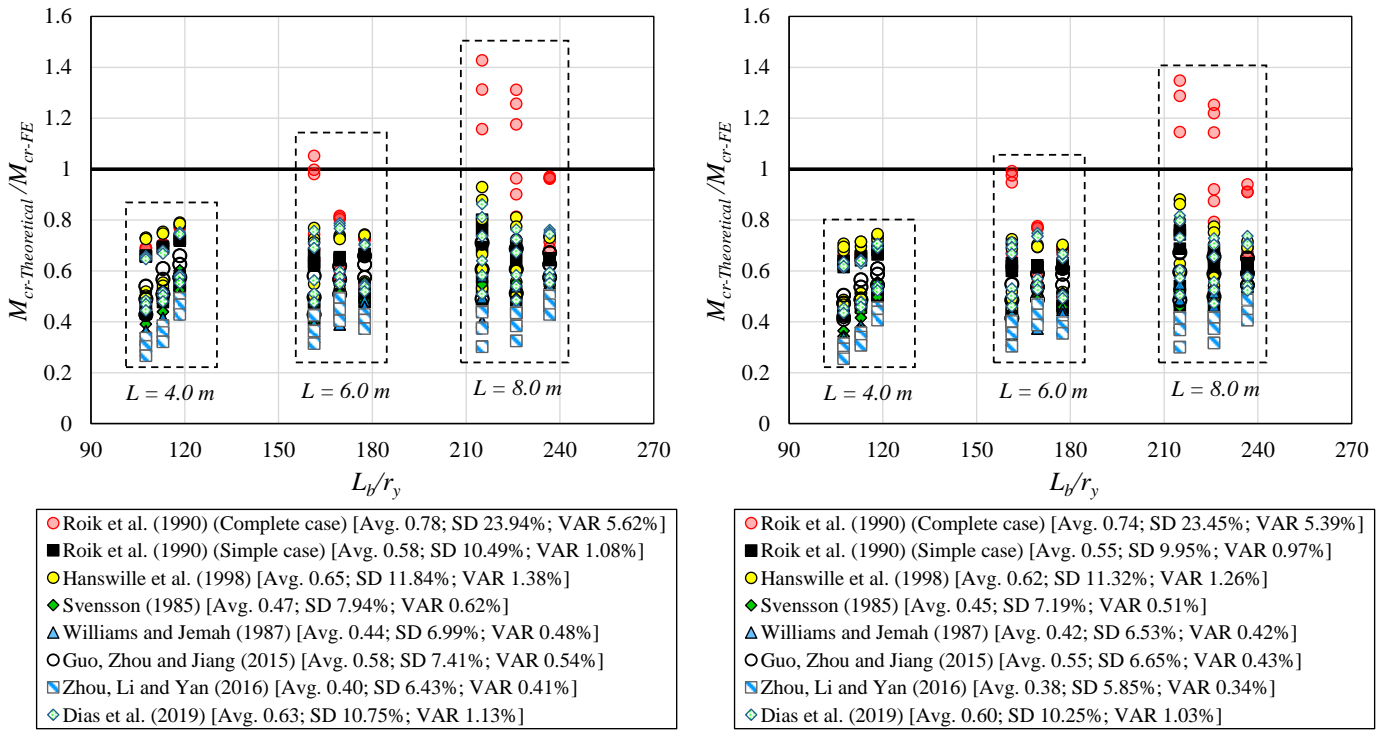 1.6
1.4
1.2
1
0.8
0.6
0.4
0.2
0
M_cr-Theoretical /M_cr-FE
L = 4.0 m
L = 6.0 m
L = 8.0 m
90 120 150 180 210 240 270
L_b/r_y
Roik et al. (1990) (Complete case) [Avg. 0.78; SD 23.94%; VAR 5.62%]
Roik et al. (1990) (Simple case) [Avg. 0.58; SD 10.49%; VAR 1.08%]
Hanswille et al. (1998) [Avg. 0.65; SD 11.84%; VAR 1.38%]
Svensson (1985) [Avg. 0.47; SD 7.94%; VAR 0.62%]
Williams and Jemah (1987) [Avg. 0.44; SD 6.99%; VAR 0.48%]
Guo, Zhou and Jiang (2015) [Avg. 0.58; SD 7.41%; VAR 0.54%]
Zhou, Li and Yan (2016) [Avg. 0.40; SD 6.43%; VAR 0.41%]
Dias et al. (2019) [Avg. 0.63; SD 10.75%; VAR 1.13%]
1.6
1.4
1.2
1
0.8
0.6
0.4
0.2
0
M_cr-Theoretical /M_cr-FE
L = 4.0 m
L = 6.0 m
L = 8.0 m
90 120 150 180 210 240 270
L_b/r_y
Roik et al. (1990) (Complete case) [Avg. 0.74; SD 23.45%; VAR 5.39%]
Roik et al. (1990) (Simple case) [Avg. 0.55; SD 9.95%; VAR 0.97%]
Hanswille et al. (1998) [Avg. 0.62; SD 11.32%; VAR 1.26%]
Svensson (1985) [Avg. 0.45; SD 7.19%; VAR 0.51%]
Williams and Jemah (1987) [Avg. 0.42; SD 6.53%; VAR 0.42%]
Guo, Zhou and Jiang (2015) [Avg. 0.55; SD 6.65%; VAR 0.43%]
Zhou, Li and Yan (2016) [Avg. 0.38; SD 5.85%; VAR 0.34%]
Dias et al. (2019) [Avg. 0.60; SD 10.25%; VAR 1.03%]